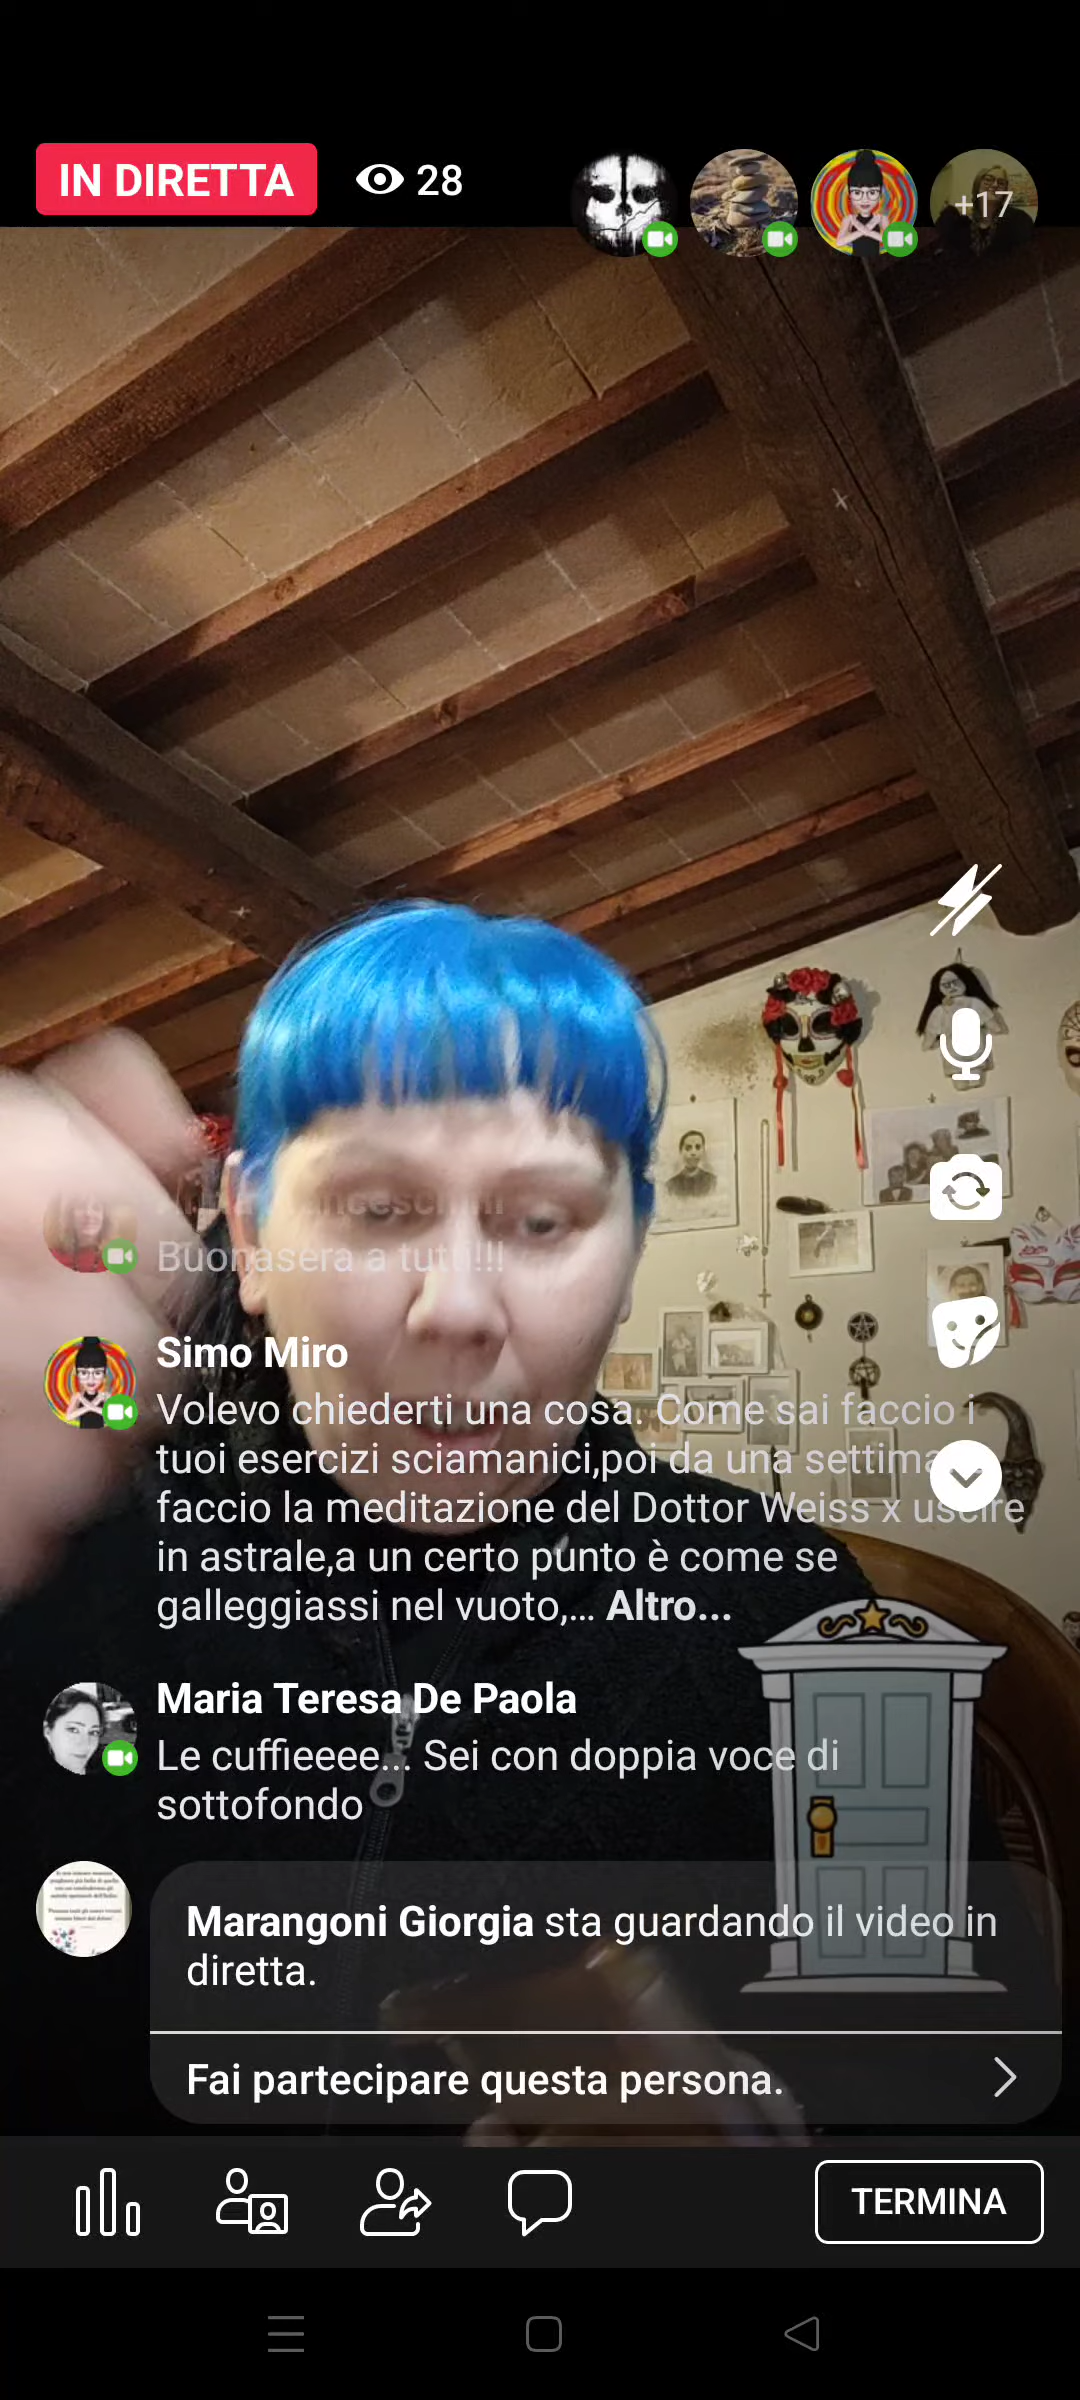 IN DIRETTA
28
+17
Buonasera a tutti!!!
Simo Miro
Volevo chiederti una cosa. Come sai faccio i
tuoi esercizi sciamanici,poi da una
faccio la meditazione del Dottor Weiss x uscire
in astrale,a un certo punto è come se
galleggiassi nel vuoto,... Altro...
Maria Teresa De Paola
Le cuffieeee... Sei con doppia voce di
sottofondo
Marangoni Giorgia sta guardando il video in
diretta.
Fai partecipare questa persona.
TERMINA